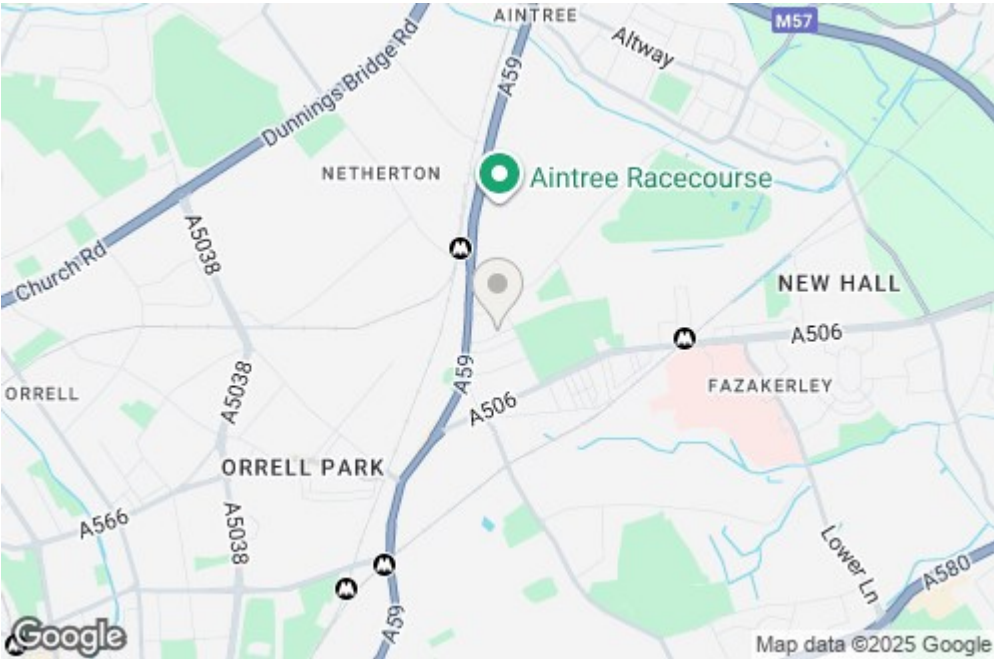 AINTREE
M57
Altway
A59
Dunnings Bridge Rd
NETHERTON
Aintree Racecourse
A5038
Church Rd
NEW HALL
A506
A59
ORRELL
A5038
FAZAKERLEY
A506
ORRELL PARK
A566
A5038
Lower Ln
A580
A59
Google
Map data ©2025 Google